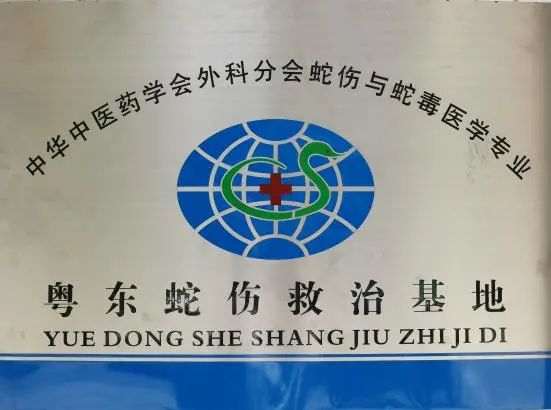 中华中医药学会外科分会蛇伤与蛇毒医学专业
粤东蛇伤救治基地
YUE DONG SHE SHANG JIU ZHI JI DI